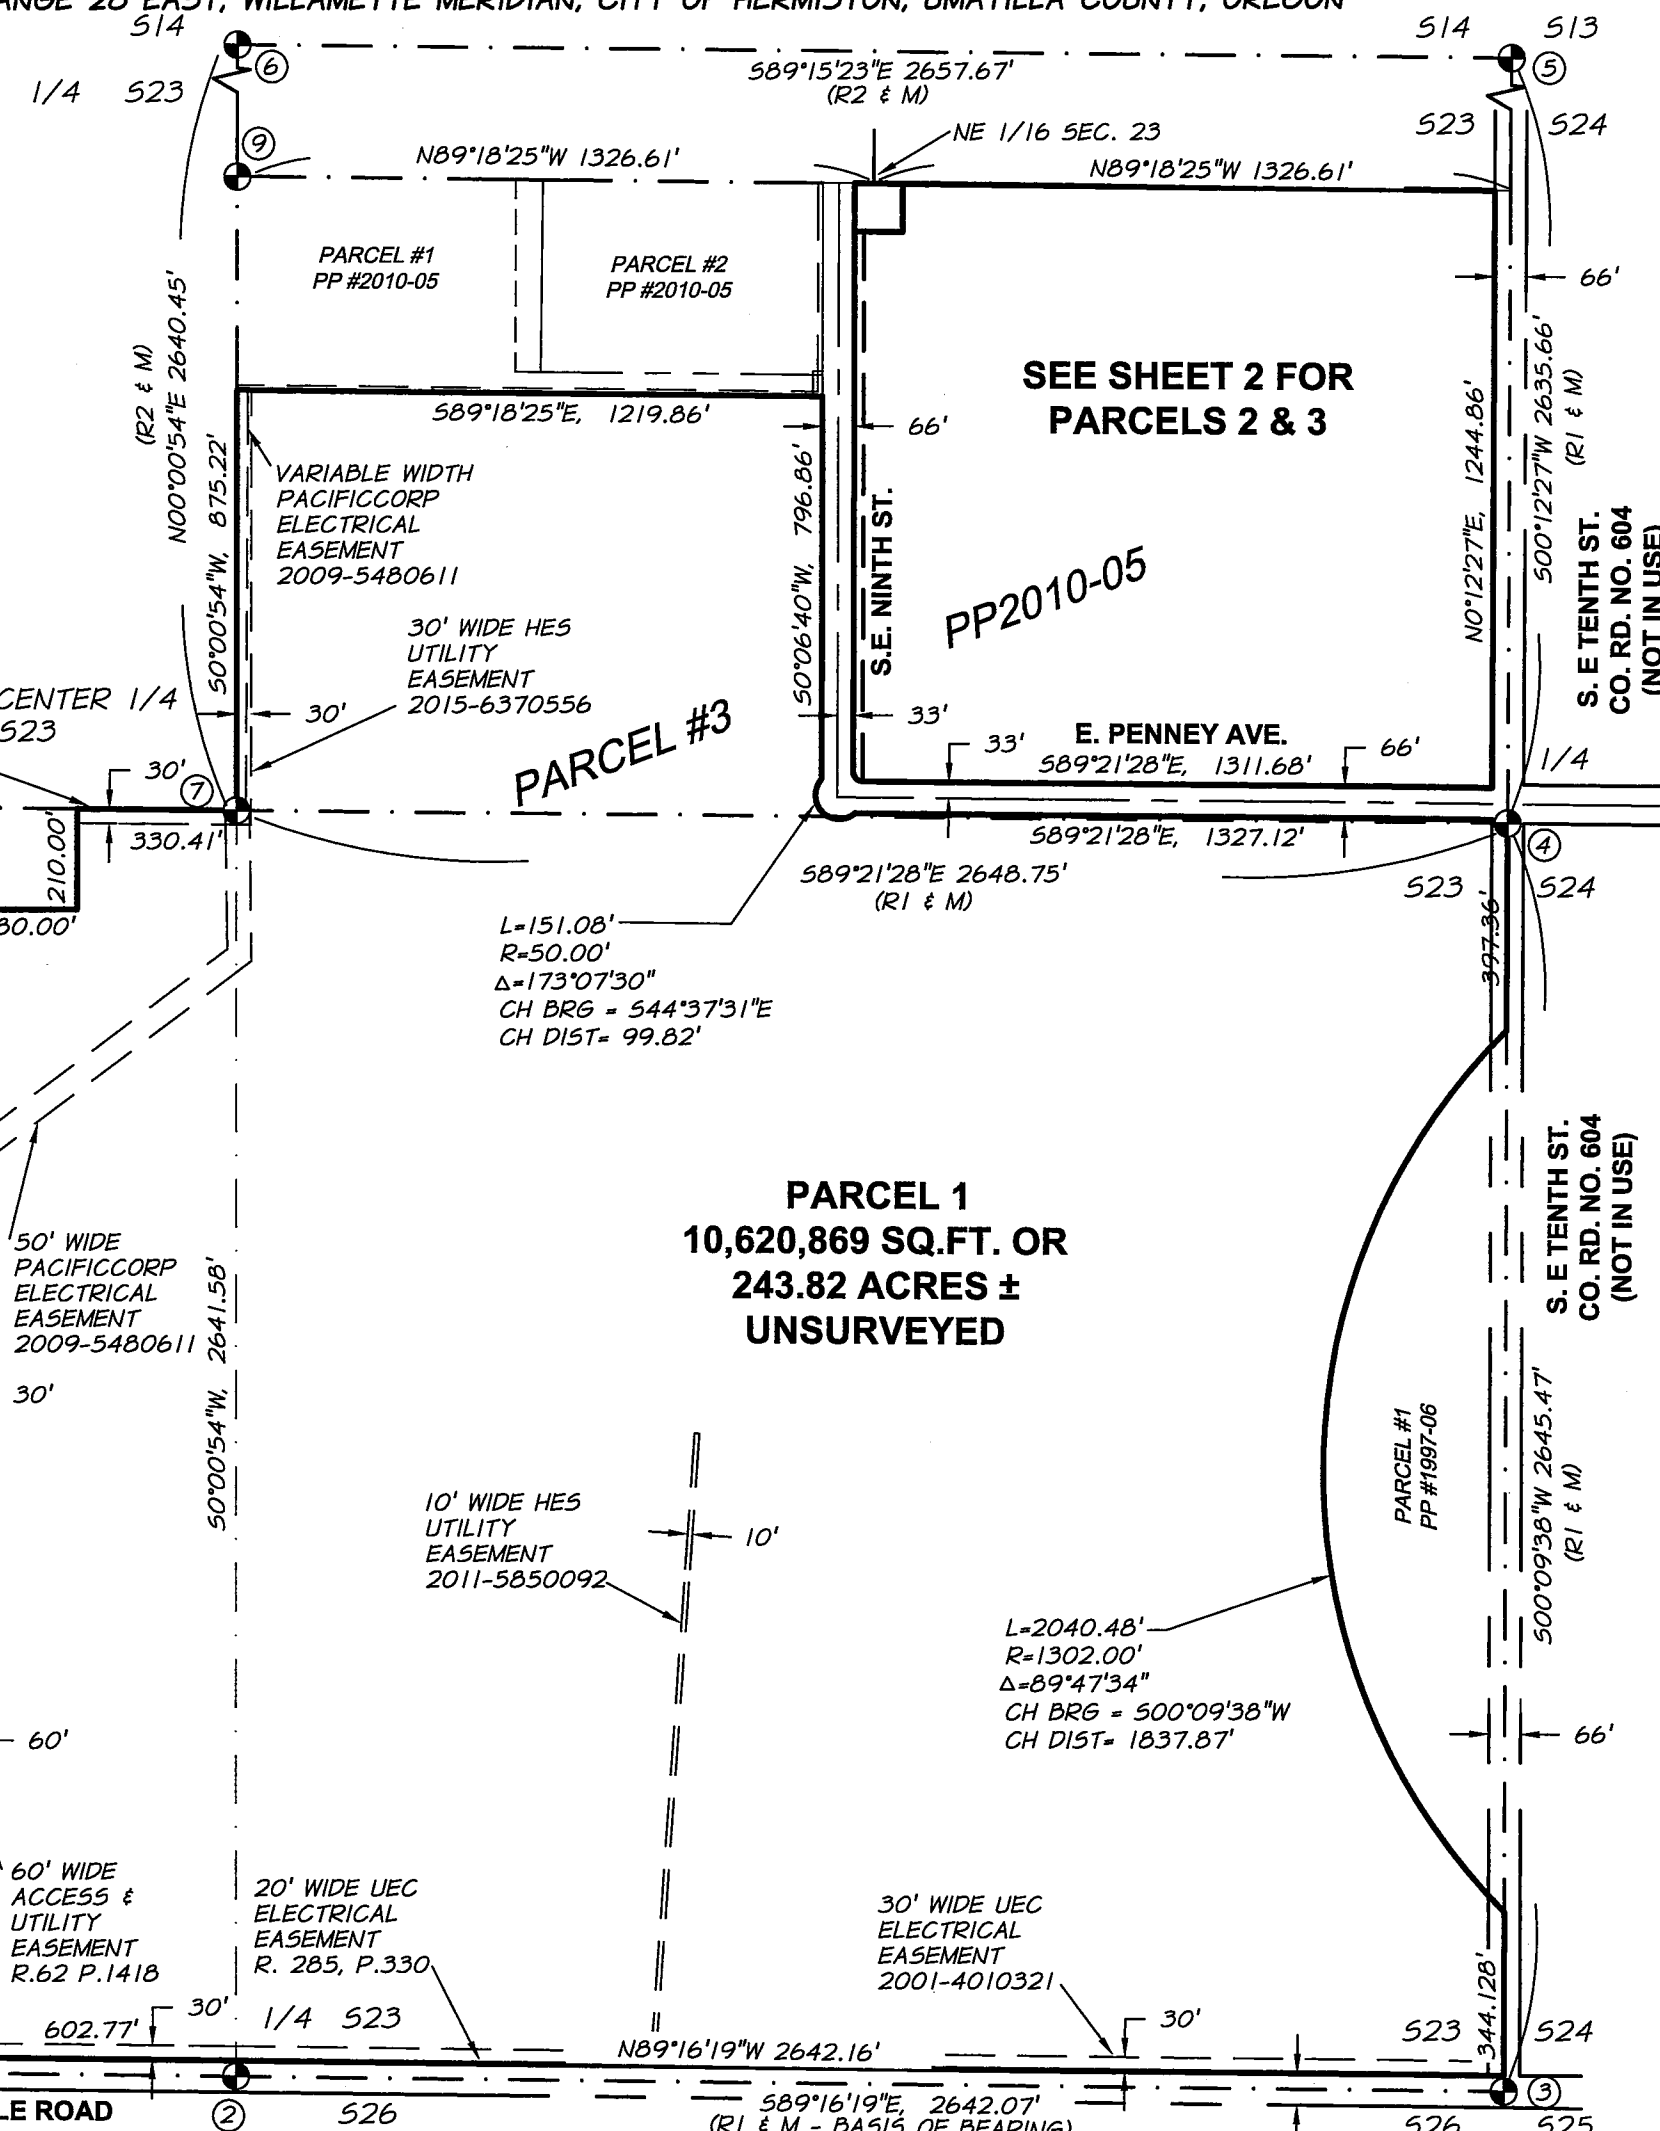 ANGE 28 EAST, WILLAMETTE MERIDIAN, CITY OF HERMISTON, UMATILLA COUNTY, OREGON
S14
S14
S13
6
5
S89°15'23"E 2657.67'
(R2 & M)
1/4 S23
S23
S24
9
NE 1/16 SEC. 23
N89°18'25"W 1326.61'
N89°18'25"W 1326.61'
PARCEL #1
PP #2010-05
PARCEL #2
PP #2010-05
66'
N00°00'54"E 2640.45'
(R2 & M)
S00°12'27"W 2635.66'
(R1 & M)
SEE SHEET 2 FOR
PARCELS 2 & 3
S89°18'25"E, 1219.86'
66'
N0°12'27"E, 1244.86'
S0°00'54"W, 875.22'
VARIABLE WIDTH
PACIFICCORP
ELECTRICAL
EASEMENT
2009-5480611
S0°06'40"W, 796.86'
S.E. NINTH ST.
PP2010-05
S. E TENTH ST.
CO. RD. NO. 604
(NOT IN USE)
30' WIDE HES
UTILITY
EASEMENT
2015-6370556
CENTER 1/4
S23
30'
PARCEL #3
33'
33'
E. PENNEY AVE.
S89°21'28"E, 1311.68'
66'
1/4
30'
7
330.41'
210.00'
30.00'
S89°21'28"E, 1327.12'
4
S89°21'28"E 2648.75'
(R1 & M)
S23
S24
397.36'
L=151.08'
R=50.00'
Δ=173°07'30"
CH BRG = S44°37'31"E
CH DIST= 99.82'
PARCEL 1
10,620,869 SQ.FT. OR
243.82 ACRES ±
UNSURVEYED
S. E TENTH ST.
CO. RD. NO. 604
(NOT IN USE)
50' WIDE
PACIFICCORP
ELECTRICAL
EASEMENT
2009-5480611
30'
S0°00'54"W, 2641.58'
PARCEL #1
PP #1997-06
S00°09'38"W 2645.47'
(R1 & M)
10' WIDE HES
UTILITY
EASEMENT
2011-5850092
10'
L=2040.48'
R=1302.00'
Δ=89°47'34"
CH BRG = S00°09'38"W
CH DIST= 1837.87'
60'
66'
60' WIDE
ACCESS &
UTILITY
EASEMENT
R.62 P.1418
20' WIDE UEC
ELECTRICAL
EASEMENT
R. 285, P.330
30' WIDE UEC
ELECTRICAL
EASEMENT
2001-4010321
344.128'
602.77'
30'
1/4 S23
30'
S23
S24
N89°16'19"W 2642.16'
LE ROAD
2
S26
S89°16'19"E, 2642.07'
(R1 & M - BASIS OF BEARING)
3
S26
S25